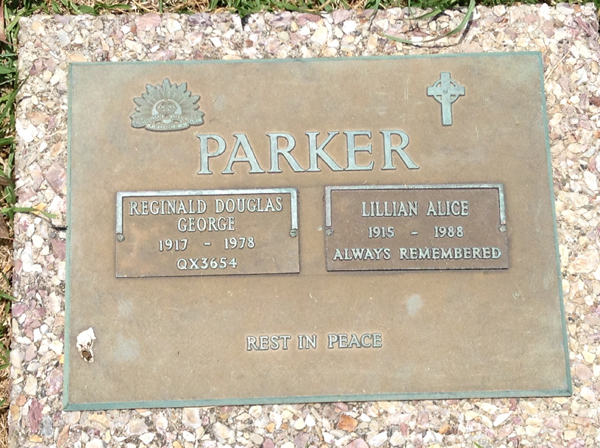 PARKER
REGINALD DOUGLAS
GEORGE
1917 - 1978
QX3654
LILLIAN ALICE
1915 - 1988
ALWAYS REMEMBERED
REST IN PEACE